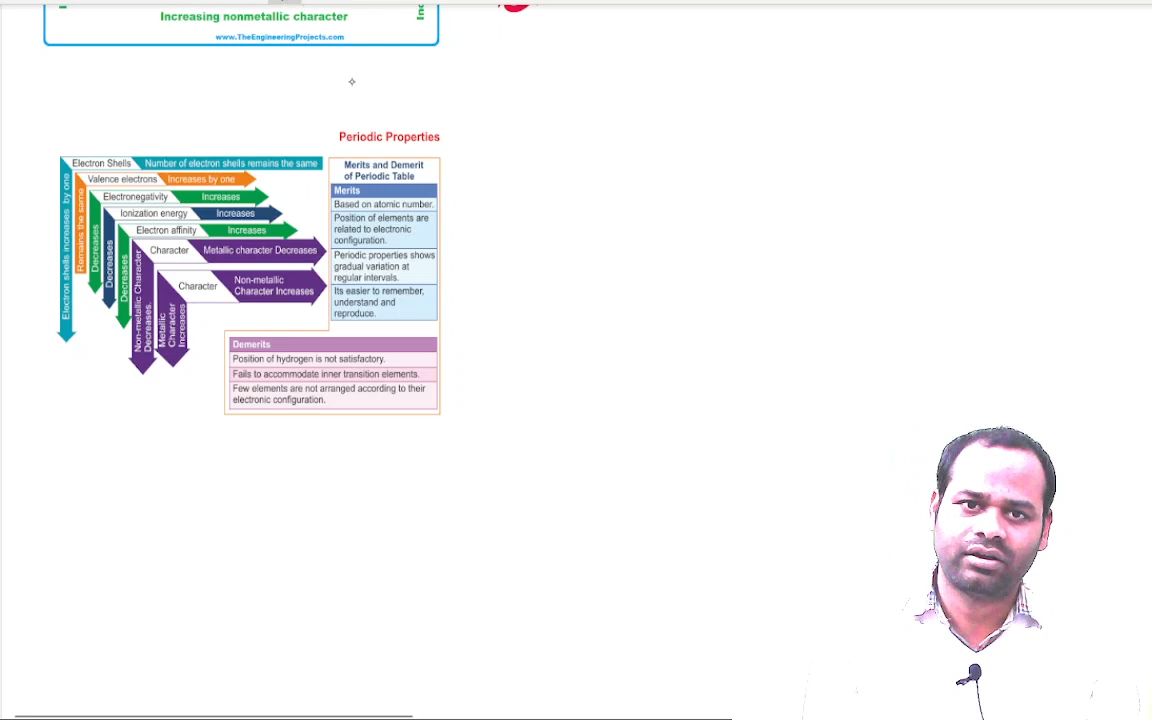 Increasing nonmetallic character
www.TheEngineeringProjects.com
Periodic Properties
Electron Shells
Number of electron shells remains the same
Valence electrons
Increases by one
Electronegativity
Increases
Ionization energy
Increases
Electron affinity
Increases
Character
Metallic character Decreases
Character
Non-metallic
Character Increases
Electron shells increases by one
Remains the same
Decreases
Decreases
Decreases
Non-metallic Character
Decreases.
Metallic
Character
Increases
Merits and Demerit
of Periodic Table
Merits
Based on atomic number.
Position of elements are
related to electronic
configuration.
Periodic properties shows
gradual variation at
regular intervals.
Its easier to remember,
understand and
reproduce.
Demerits
Position of hydrogen is not satisfactory.
Fails to accommodate inner transition elements.
Few elements are not arranged according to their
electronic configuration.